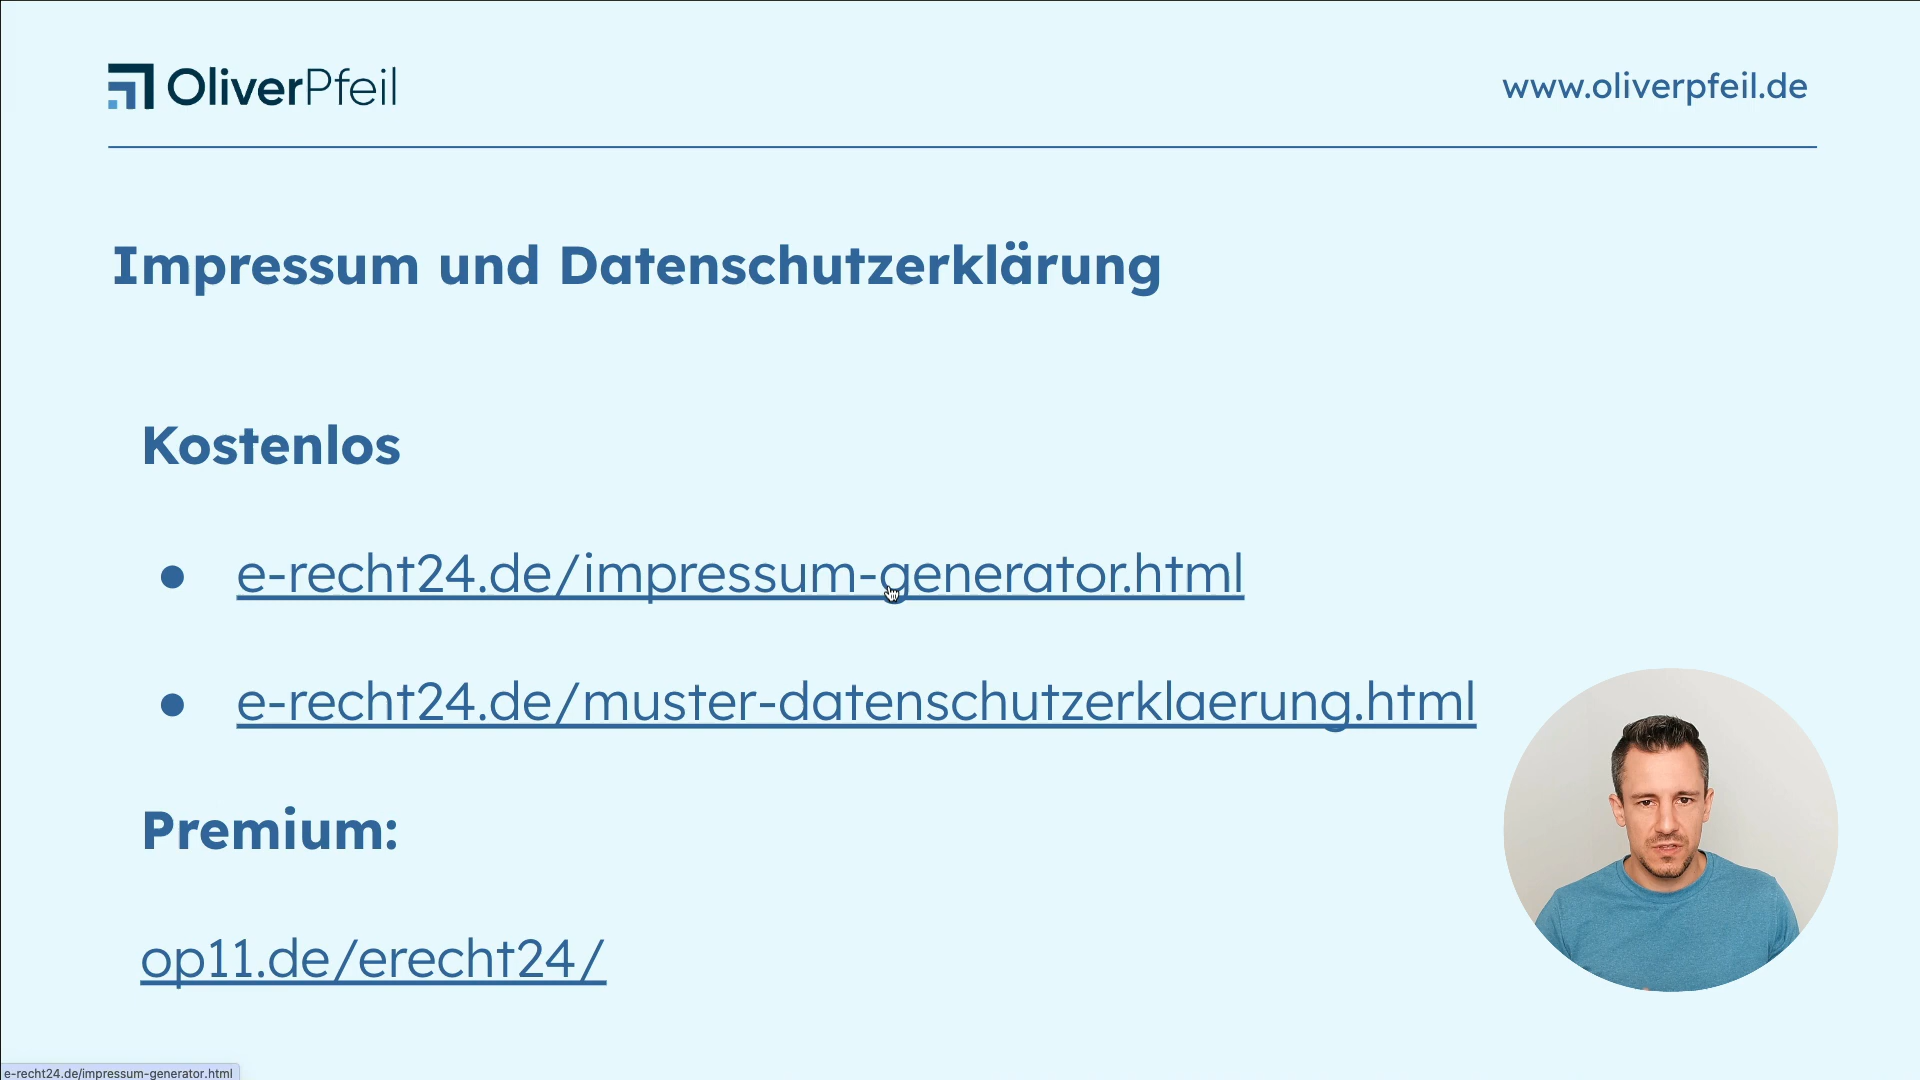 OliverPfeil
www.oliverpfeil.de
Impressum und Datenschutzerklärung
Kostenlos
● e-recht24.de/impressum-generator.html
● e-recht24.de/muster-datenschutzerklaerung.html
Premium:
op11.de/erecht24/
e-recht24.de/impressum-generator.html